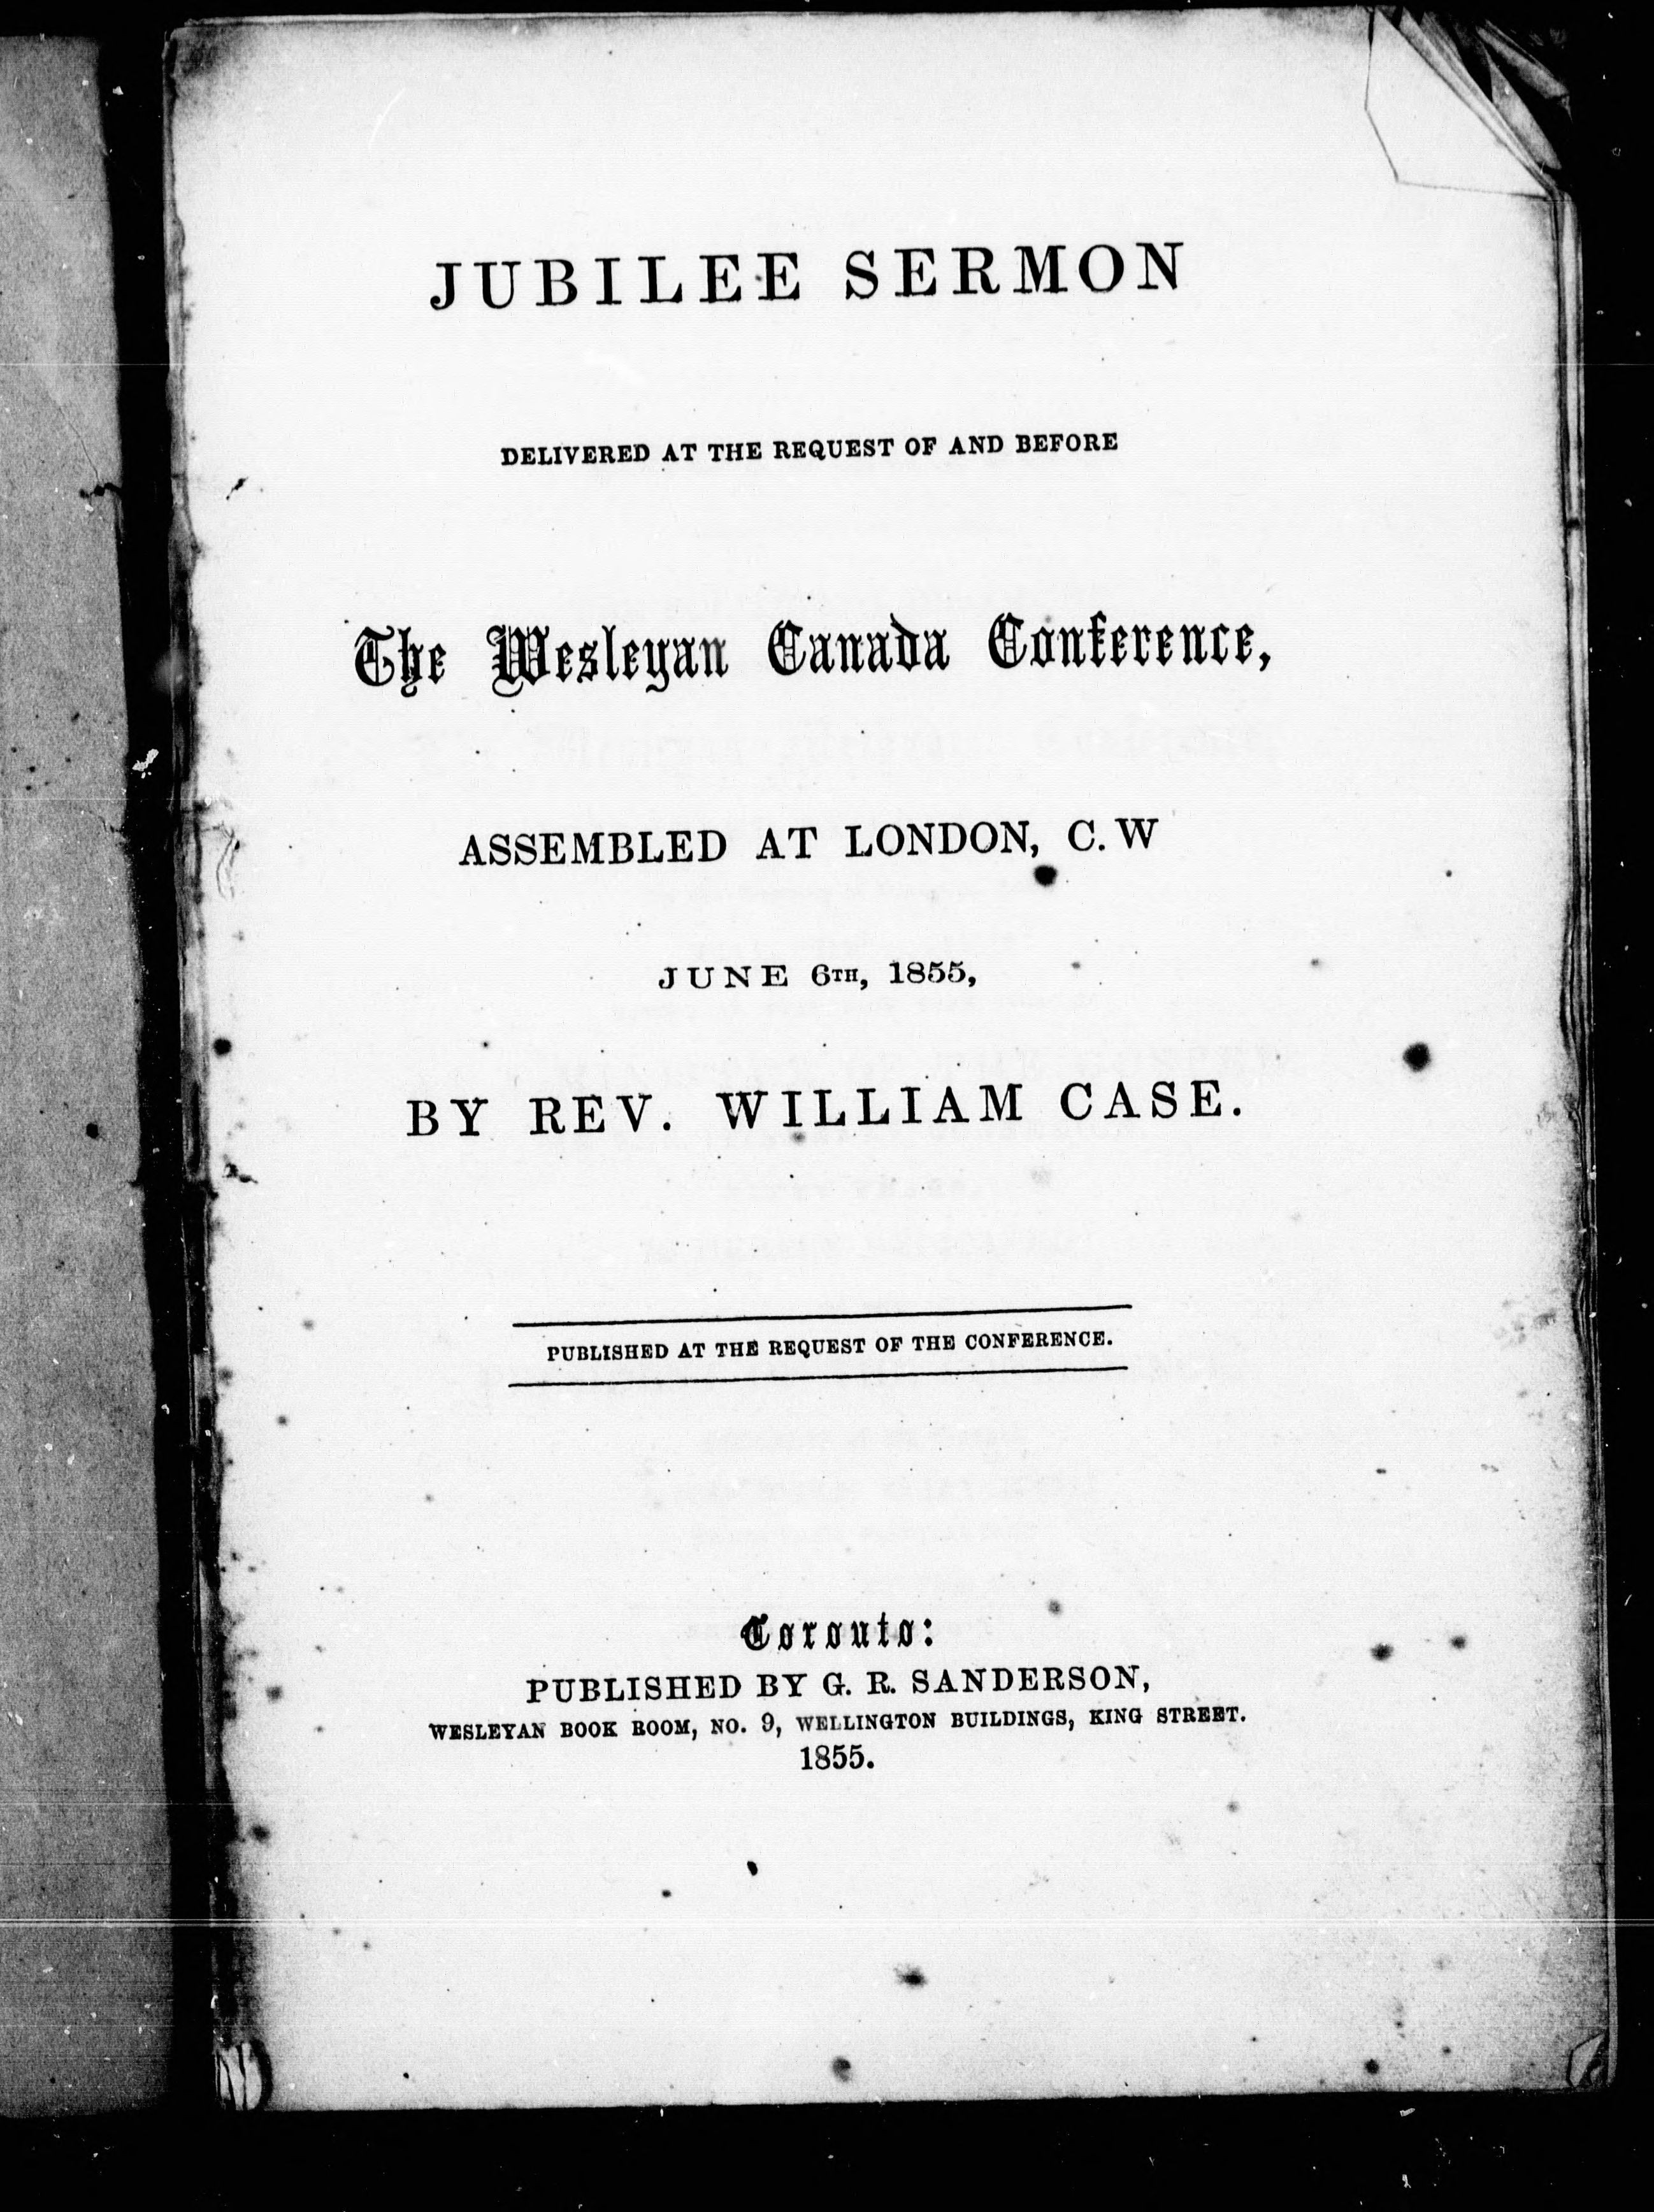 JUBILEE SERMON
DELIVERED AT THE REQUEST OF AND BEFORE
The Wesleyan Canada Conference,
ASSEMBLED AT LONDON, C. W
JUNE 6TH, 1855,
BY REV. WILLIAM CASE.
PUBLISHED AT THE REQUEST OF THE CONFERENCE.
Toronto:
PUBLISHED BY G. R. SANDERSON,
WESLEYAN BOOK ROOM, NO. 9, WELLINGTON BUILDINGS, KING STREET.
1855.